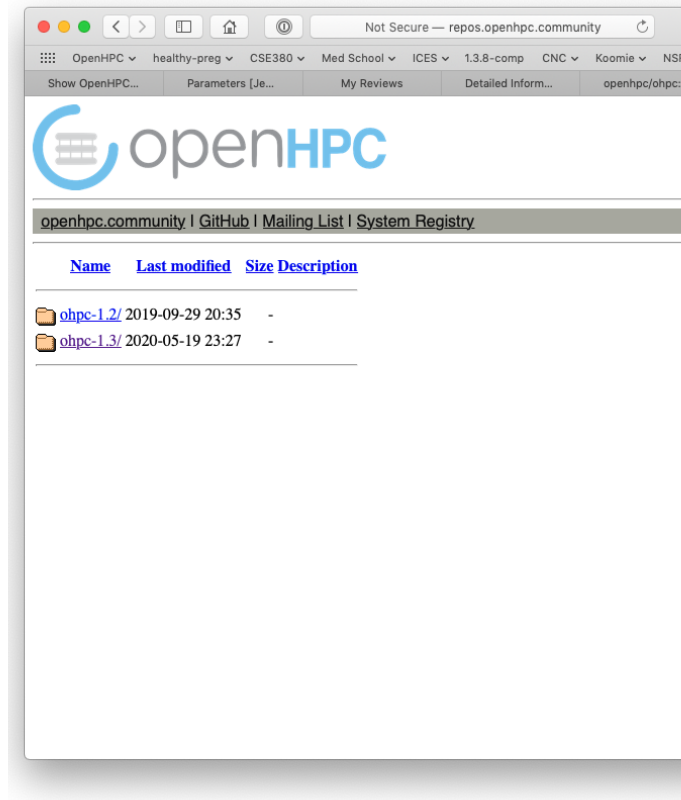 Not Secure — repos.openhpc.community
OpenHPC healthy-preg CSE380 Med School ICES 1.3.8-comp CNC Koomie
Show OpenHPC... Parameters [Je... My Reviews Detailed Inform... openhpc/ohpc:
openHPC
openhpc.community | GitHub | Mailing List | System Registry
Name Last modified Size Description
ohpc-1.2/ 2019-09-29 20:35 -
ohpc-1.3/ 2020-05-19 23:27 -